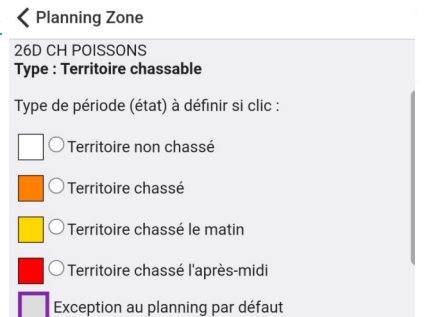 Planning Zone
26D CH POISSONS
Type : Territoire chassable
Type de période (état) à définir si clic :
Territoire non chassé
Territoire chassé
Territoire chassé le matin
Territoire chassé l'après-midi
Exception au planning par défaut